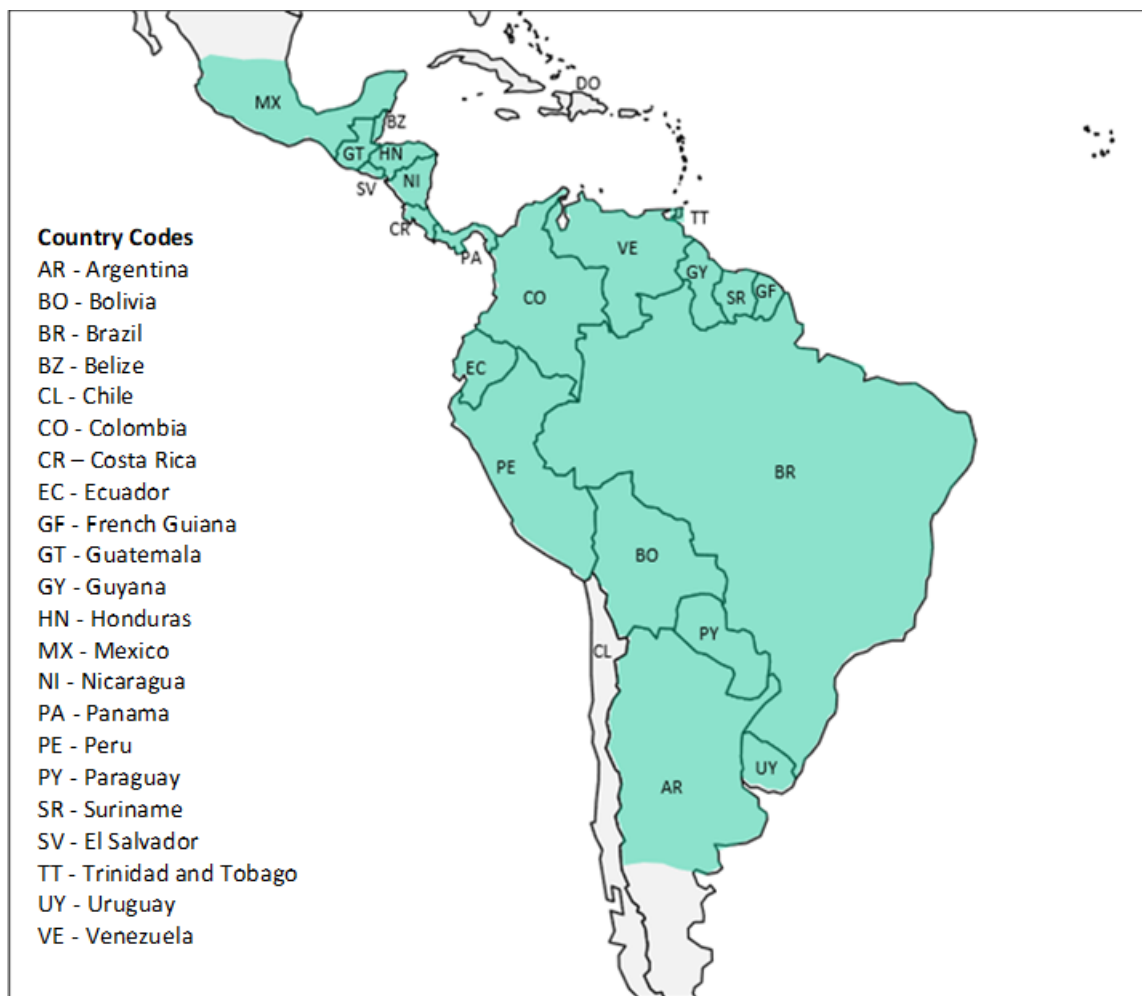 DO
MX
BZ
GT
HN
SV
NI
CR
PA
TT
VE
GY
SR
GF
CO
EC
PE
BR
BO
PY
CL
UY
AR
Country Codes
AR - Argentina
BO - Bolivia
BR - Brazil
BZ - Belize
CL - Chile
CO - Colombia
CR – Costa Rica
EC - Ecuador
GF - French Guiana
GT - Guatemala
GY - Guyana
HN - Honduras
MX - Mexico
NI - Nicaragua
PA - Panama
PE - Peru
PY - Paraguay
SR - Suriname
SV - El Salvador
TT - Trinidad and Tobago
UY - Uruguay
VE - Venezuela